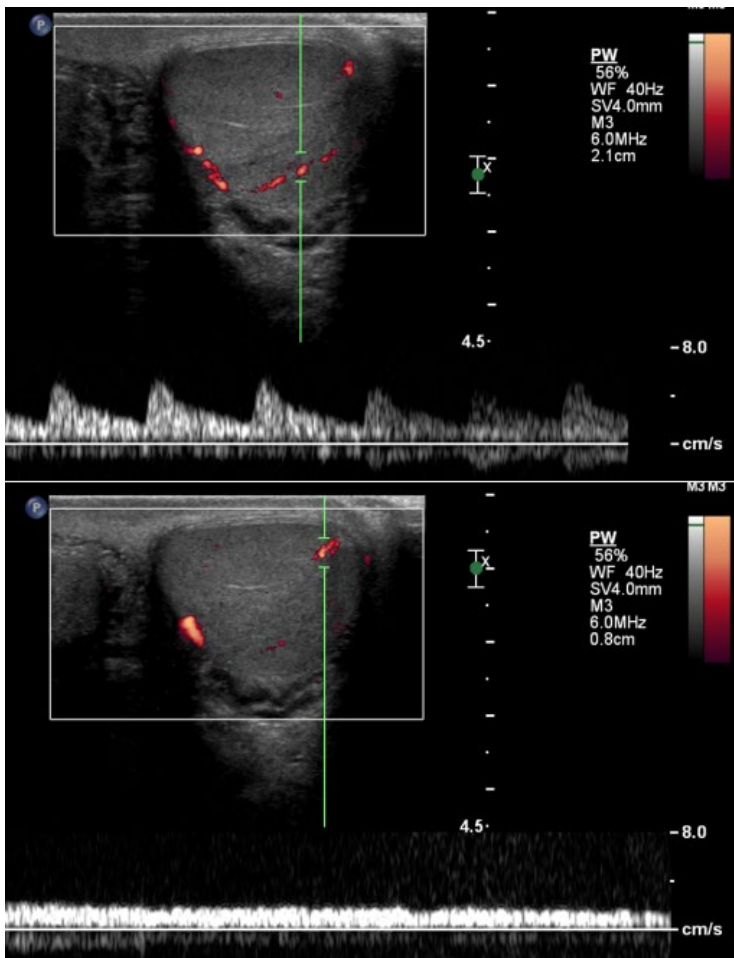 P
PW
56%
WF 40Hz
SV4.0mm
M3
6.0MHz
2.1cm
X
4.5
8.0
cm/s
M3 M3
P
PW
56%
WF 40Hz
SV4.0mm
M3
6.0MHz
0.8cm
X
4.5
8.0
cm/s